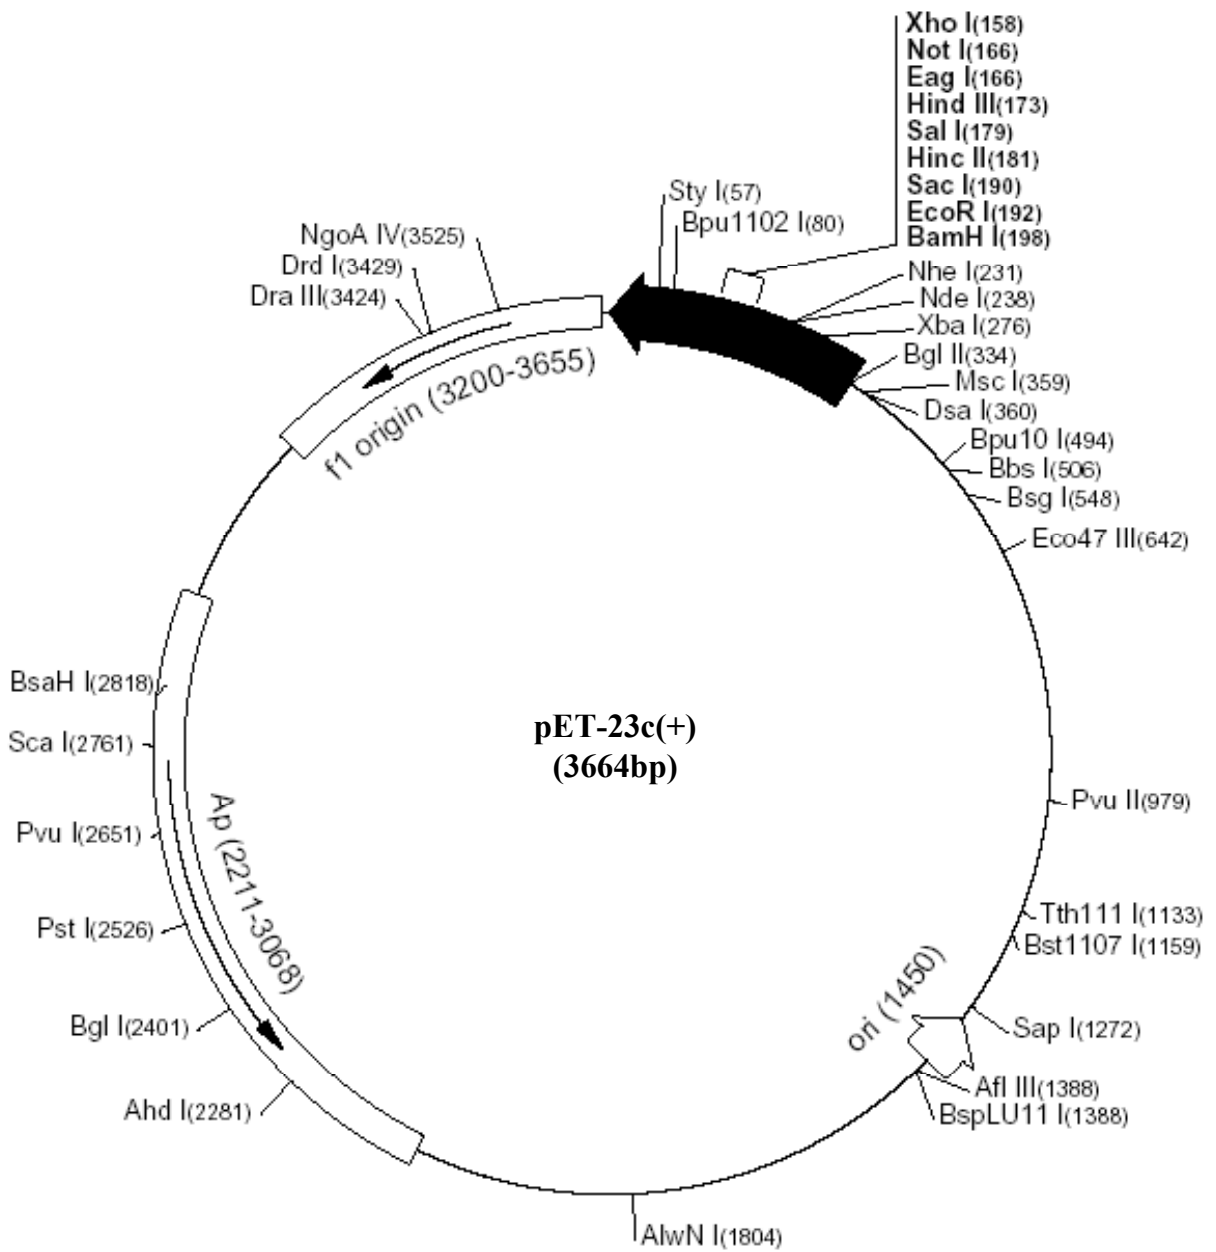 Xho I(158)
Not I(166)
Eag I(166)
Hind III(173)
Sal I(179)
Hinc II(181)
Sac I(190)
EcoR I(192)
BamH I(198)
Sty I(57)
Bpu1102 I(80)
NgoA IV(3525)
Drd I(3429)
Dra III(3424)
Nhe I(231)
Nde I(238)
Xba I(276)
Bgl II(334)
Msc I(359)
Dsa I(360)
Bpu10 I(494)
Bbs I(506)
Bsg I(548)
Eco47 III(642)
f1 origin (3200-3655)
BsaH I(2818)
Sca I(2761)
Pvu I(2651)
Pst I(2526)
Bgl I(2401)
Ahd I(2281)
Ap (2211-3068)
pET-23c(+)
(3664bp)
Pvu II(979)
Tth111 I(1133)
Bst1107 I(1159)
ori (1450)
Sap I(1272)
Afl III(1388)
BspLU11 I(1388)
AlwN I(1804)